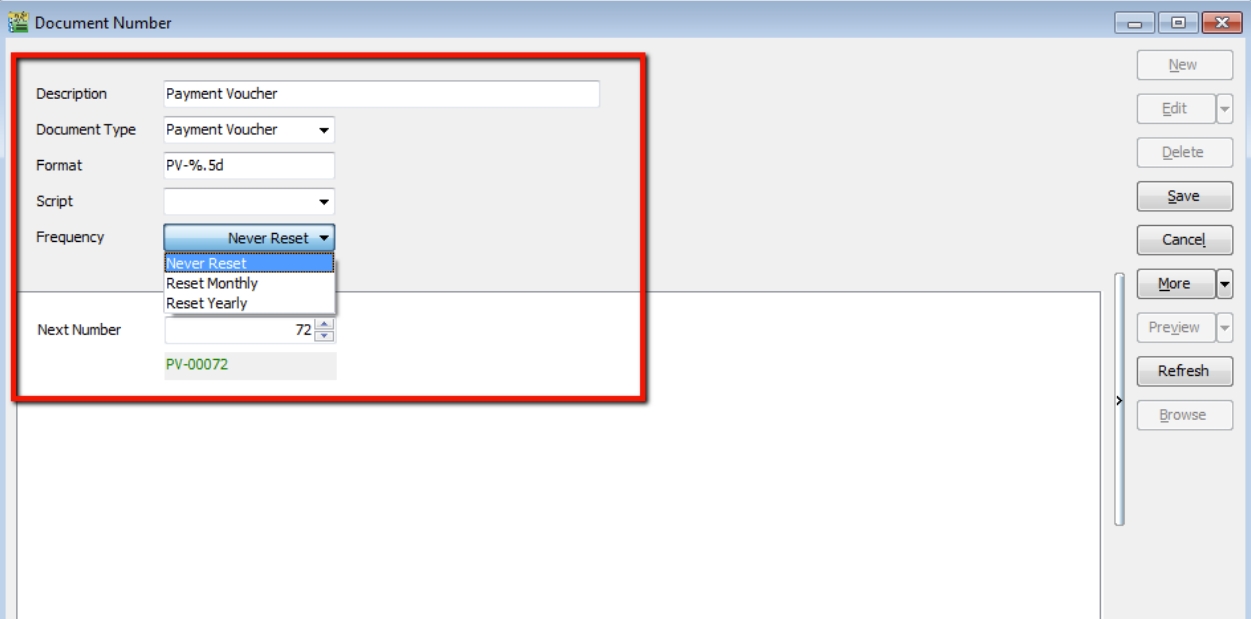 Document Number
Description Payment Voucher
Document Type Payment Voucher
Format PV-%.5d
Script
Frequency Never Reset
Never Reset
Reset Monthly
Reset Yearly
Next Number 72
PV-00072
New
Edit
Delete
Save
Cancel
More
Preview
Refresh
Browse